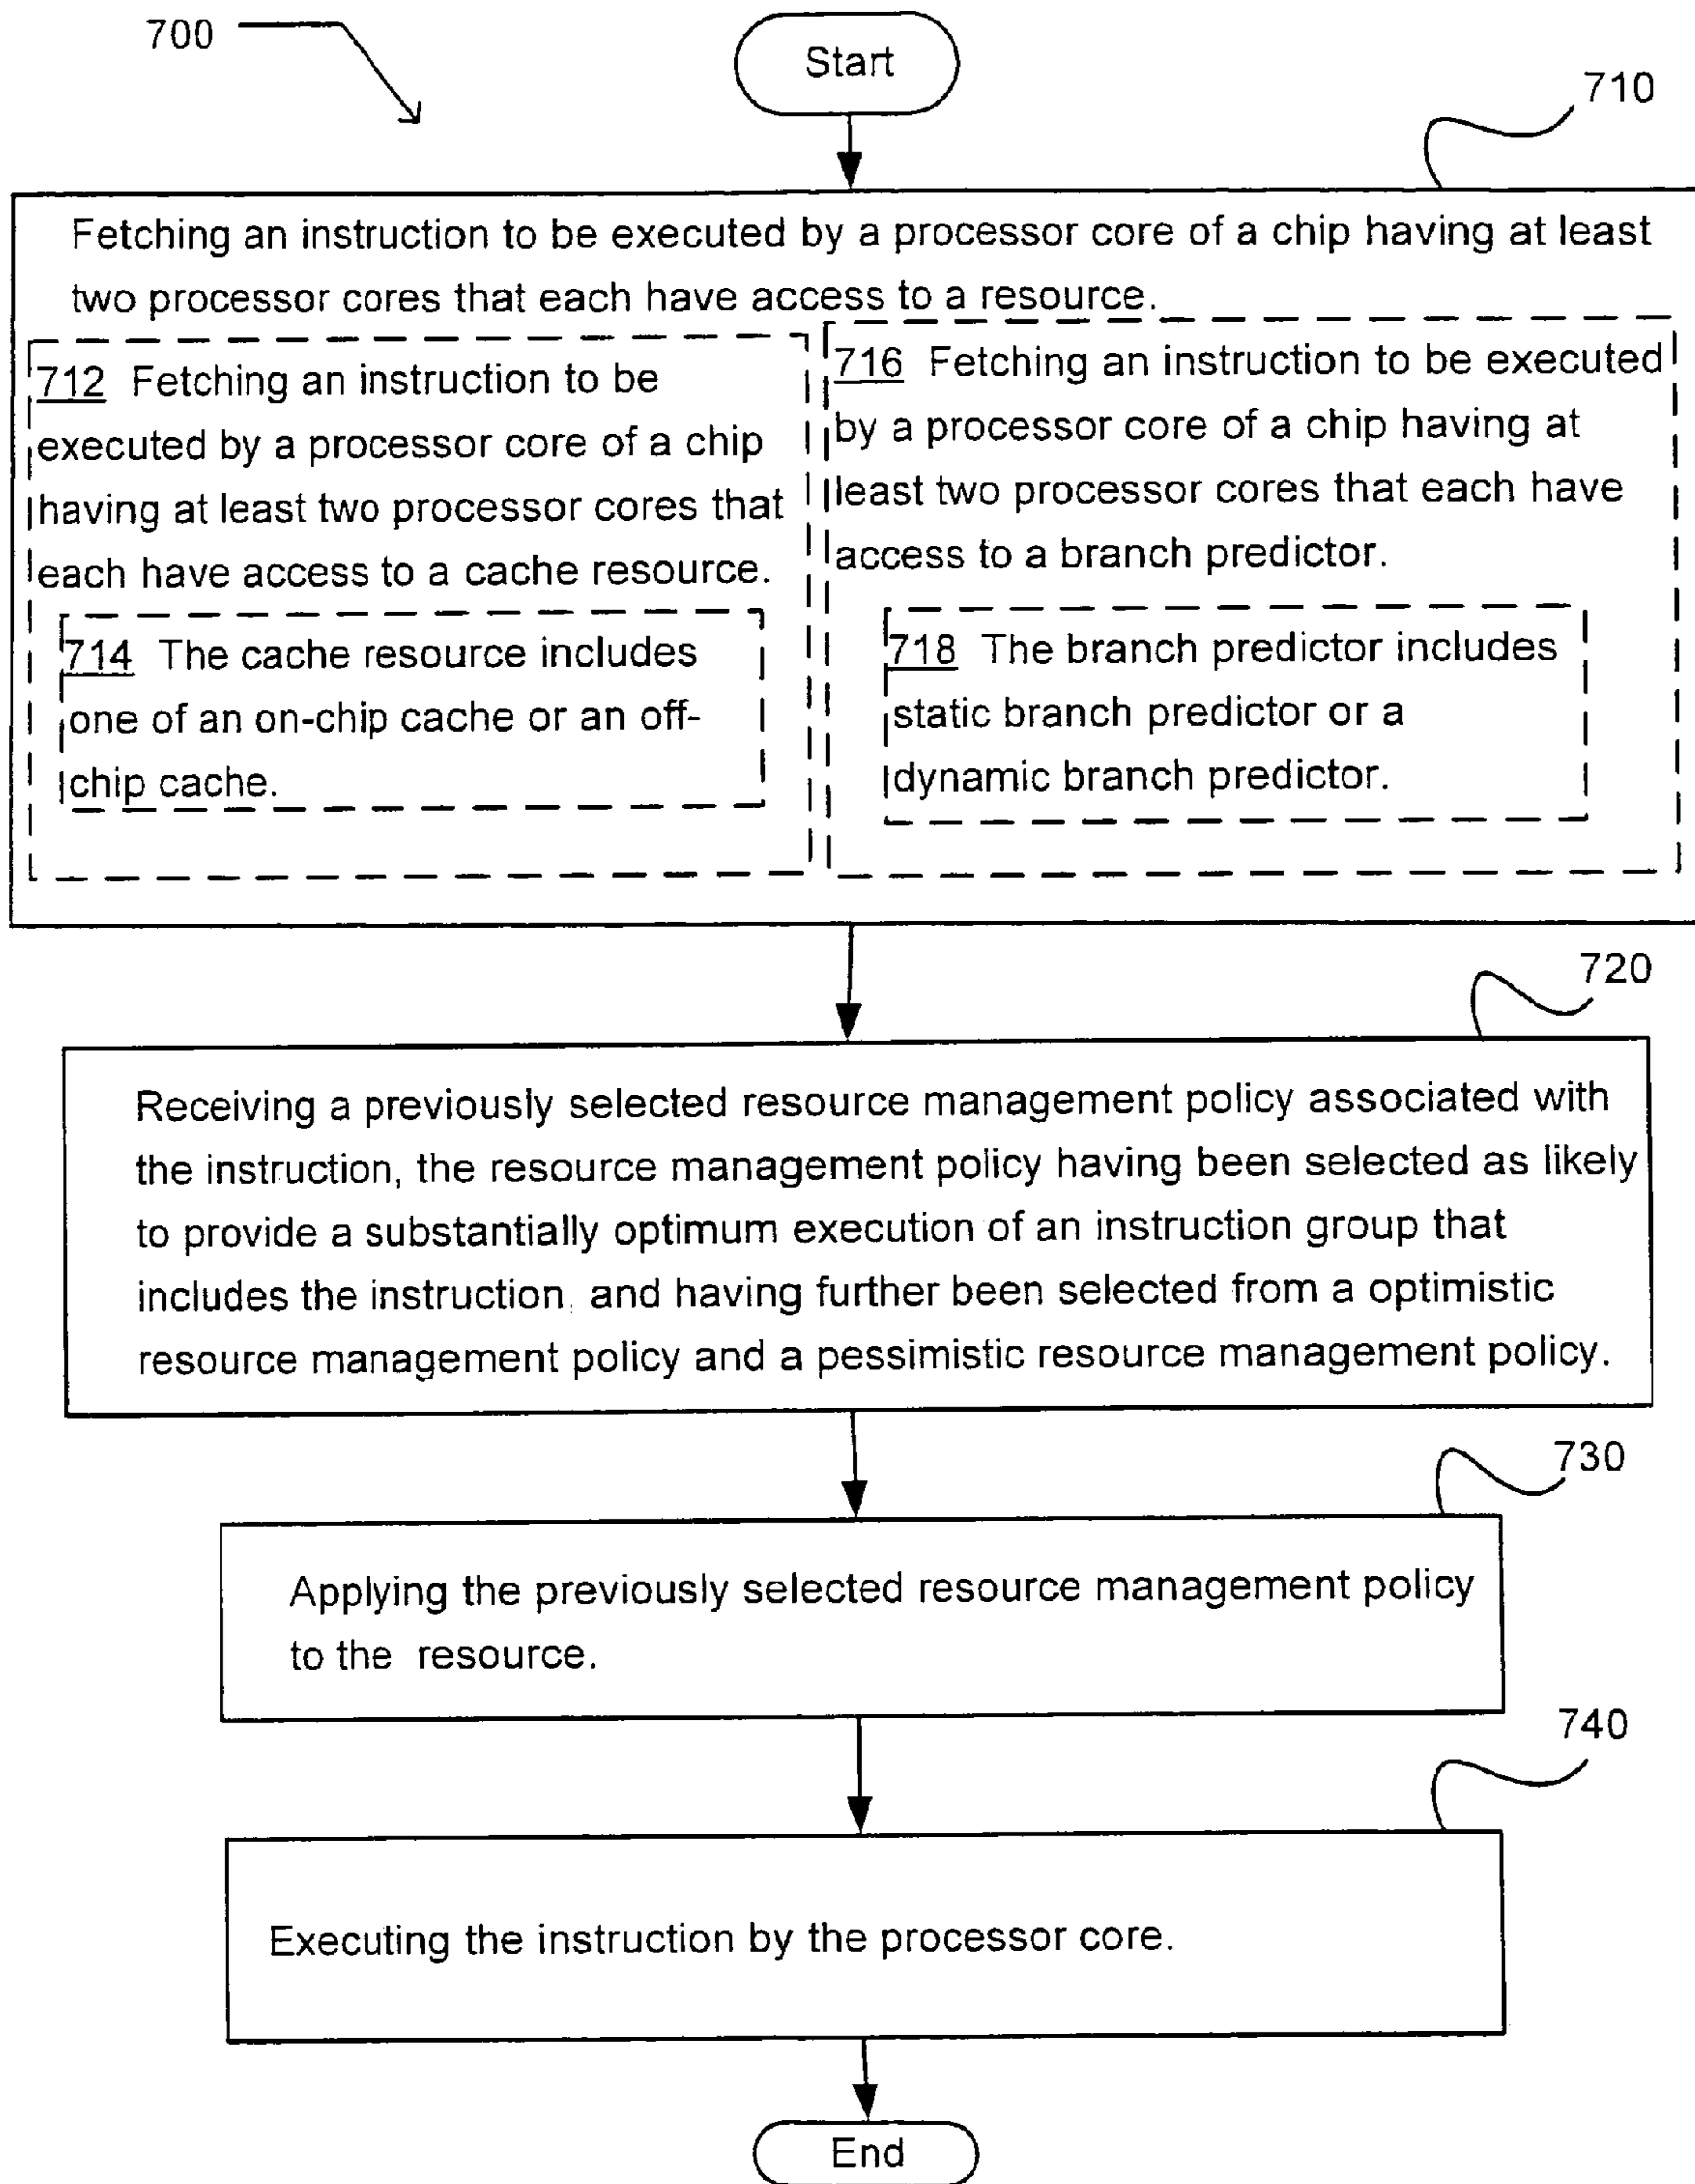 700
Start
710
Fetching an instruction to be executed by a processor core of a chip having at least
two processor cores that each have access to a resource.
712 Fetching an instruction to be
executed by a processor core of a chip
having at least two processor cores that
each have access to a cache resource.
714 The cache resource includes
one of an on-chip cache or an off-
chip cache.
716 Fetching an instruction to be executed
by a processor core of a chip having at
least two processor cores that each have
access to a branch predictor.
718 The branch predictor includes
static branch predictor or a
dynamic branch predictor.
720
Receiving a previously selected resource management policy associated with
the instruction, the resource management policy having been selected as likely
to provide a substantially optimum execution of an instruction group that
includes the instruction, and having further been selected from a optimistic
resource management policy and a pessimistic resource management policy.
730
Applying the previously selected resource management policy
to the resource.
740
Executing the instruction by the processor core.
End